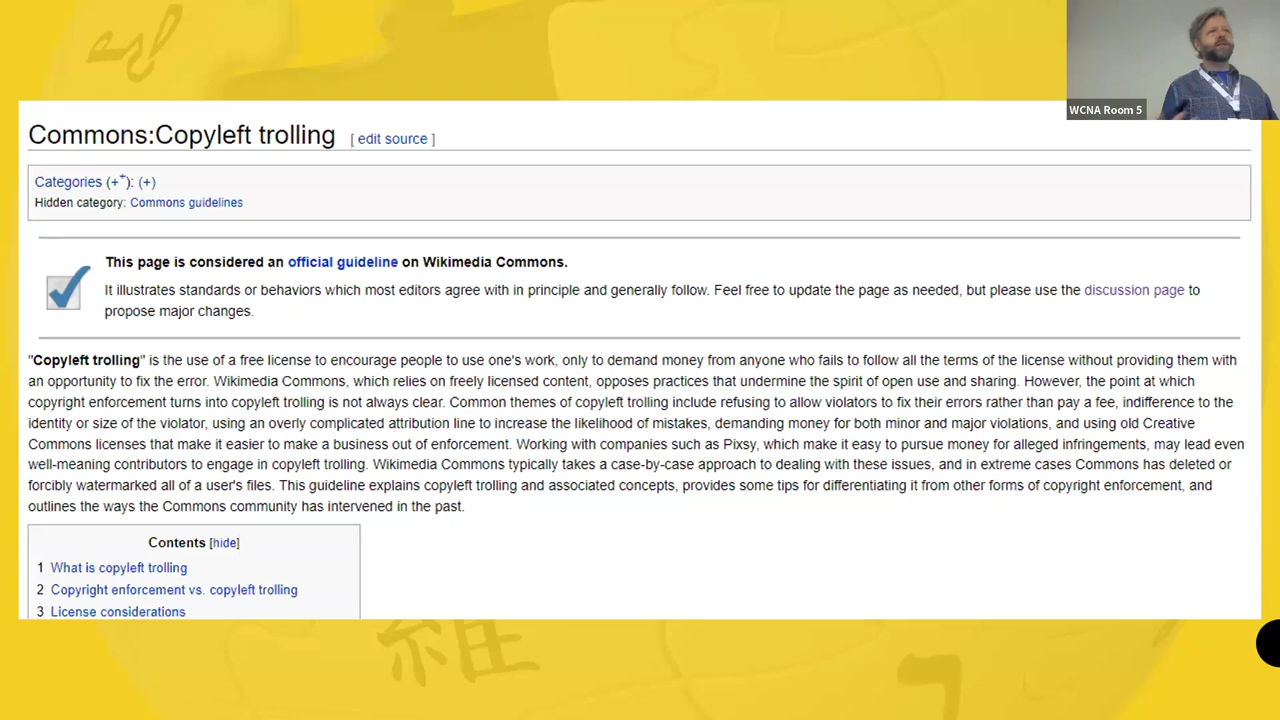 WCNA Room 5
Commons:Copyleft trolling [ edit source ]
Categories (+⁺): (+)
Hidden category: Commons guidelines
This page is considered an official guideline on Wikimedia Commons.
It illustrates standards or behaviors which most editors agree with in principle and generally follow. Feel free to update the page as needed, but please use the discussion page to
propose major changes.
"Copyleft trolling" is the use of a free license to encourage people to use one's work, only to demand money from anyone who fails to follow all the terms of the license without providing them with
an opportunity to fix the error. Wikimedia Commons, which relies on freely licensed content, opposes practices that undermine the spirit of open use and sharing. However, the point at which
copyright enforcement turns into copyleft trolling is not always clear. Common themes of copyleft trolling include refusing to allow violators to fix their errors rather than pay a fee, indifference to the
identity or size of the violator, using an overly complicated attribution line to increase the likelihood of mistakes, demanding money for both minor and major violations, and using old Creative
Commons licenses that make it easier to make a business out of enforcement. Working with companies such as Pixsy, which make it easy to pursue money for alleged infringements, may lead even
well-meaning contributors to engage in copyleft trolling. Wikimedia Commons typically takes a case-by-case approach to dealing with these issues, and in extreme cases Commons has deleted or
forcibly watermarked all of a user's files. This guideline explains copyleft trolling and associated concepts, provides some tips for differentiating it from other forms of copyright enforcement, and
outlines the ways the Commons community has intervened in the past.
Contents [hide]
1 What is copyleft trolling
2 Copyright enforcement vs. copyleft trolling
3 License considerations
維